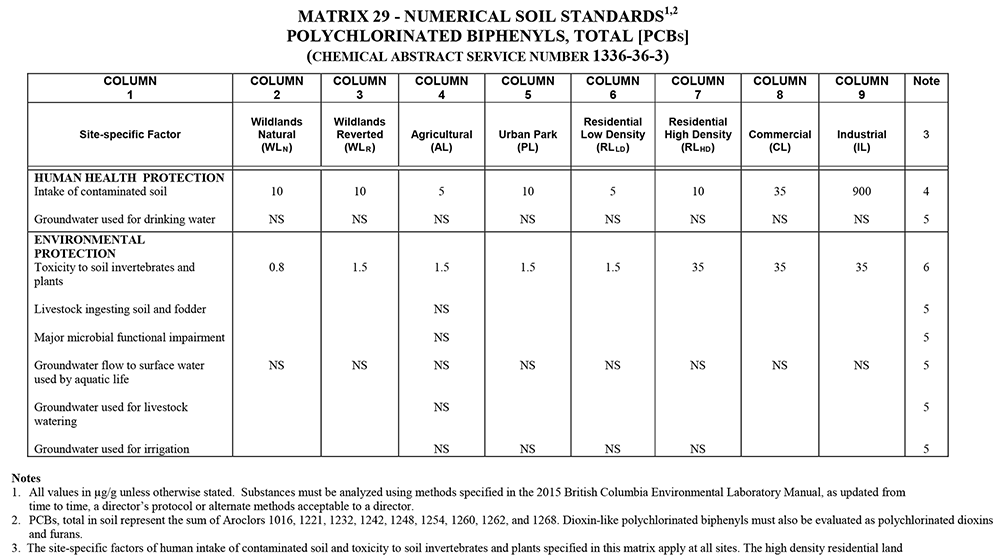 MATRIX 29 - NUMERICAL SOIL STANDARDS1,2
POLYCHLORINATED BIPHENYLS, TOTAL [PCBs]
(CHEMICAL ABSTRACT SERVICE NUMBER 1336-36-3)
COLUMN 1 COLUMN 2 COLUMN 3 COLUMN 4 COLUMN 5 COLUMN 6 COLUMN 7 COLUMN 8 COLUMN 9 Note
Site-specific Factor Wildlands Natural (WLN) Wildlands Reverted (WLR) Agricultural (AL) Urban Park (PL) Residential Low Density (RLLD) Residential High Density (RLHD) Commercial (CL) Industrial (IL) 3
HUMAN HEALTH PROTECTION
Intake of contaminated soil 10 10 5 10 5 10 35 900 4
Groundwater used for drinking water NS NS NS NS NS NS NS NS 5
ENVIRONMENTAL
PROTECTION
Toxicity to soil invertebrates and 0.8 1.5 1.5 1.5 1.5 35 35 35 6
plants
Livestock ingesting soil and fodder NS 5
Major microbial functional impairment NS 5
Groundwater flow to surface water NS NS NS NS NS NS NS NS 5
used by aquatic life
Groundwater used for livestock NS 5
watering
Groundwater used for irrigation NS NS NS NS 5
Notes
1. All values in µg/g unless otherwise stated. Substances must be analyzed using methods specified in the 2015 British Columbia Environmental Laboratory Manual, as updated from
time to time, a director's protocol or alternate methods acceptable to a director.
2. PCBs, total in soil represent the sum of Aroclors 1016, 1221, 1232, 1242, 1248, 1254, 1260, 1262, and 1268. Dioxin-like polychlorinated biphenyls must also be evaluated as polychlorinated dioxins
and furans.
3. The site-specific factors of human intake of contaminated soil and toxicity to soil invertebrates and plants specified in this matrix apply at all sites. The high density residential land